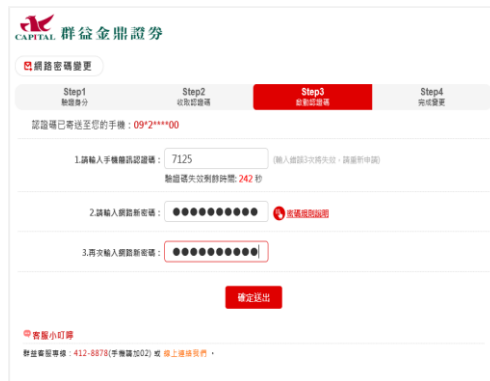 CAPITAL 群益金鼎證券
網路密碼變更
Step1 Step2 Step3 Step4
驗證身分 收取認證碼 啟動認證碼 完成變更
認證碼已寄送至您的手機：09*2****00
1.請輸入手機簡訊認證碼： 7125 (輸入錯誤3次將失效，請重新申請)
驗證碼失效剩餘時間: 242 秒
2.請輸入網路新密碼： ●●●●●●●●●● 密碼規則說明
3.再次輸入網路新密碼： ●●●●●●●●●●
確定送出
客服小叮嚀
群益客服專線：412-8878(手機請加02) 或 線上連絡我們 。